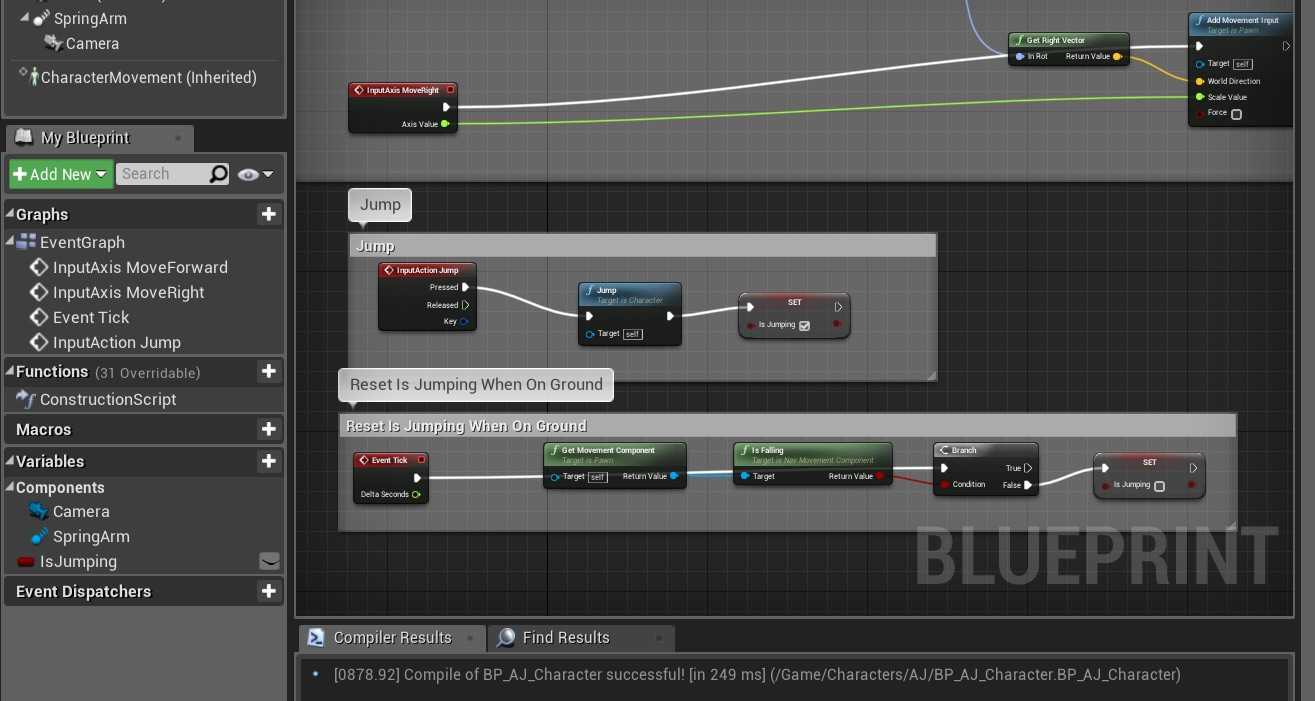 SpringArm
Camera
CharacterMovement (Inherited)
My Blueprint
Add New
Search
Graphs
EventGraph
InputAxis MoveForward
InputAxis MoveRight
Event Tick
InputAction Jump
Functions (31 Overridable)
ConstructionScript
Macros
Variables
Components
Camera
SpringArm
IsJumping
Event Dispatchers
InputAxis MoveRight
Axis Value
Get Right Vector
In Rot Return Value
Add Movement Input
Target is Pawn
Target self
World Direction
Scale Value
Force
Jump
Jump
InputAction Jump
Pressed
Released
Key
Jump
Target is Character
Target self
SET
Is Jumping
Reset Is Jumping When On Ground
Reset Is Jumping When On Ground
Event Tick
Delta Seconds
Get Movement Component
Target is Pawn
Target self Return Value
Is Falling
Target is Nav Movement Component
Target Return Value
Branch
True
Condition False
SET
Is Jumping
BLUEPRINT
Compiler Results
Find Results
[0878.92] Compile of BP_AJ_Character successful! [in 249 ms] (/Game/Characters/AJ/BP_AJ_Character.BP_AJ_Character)